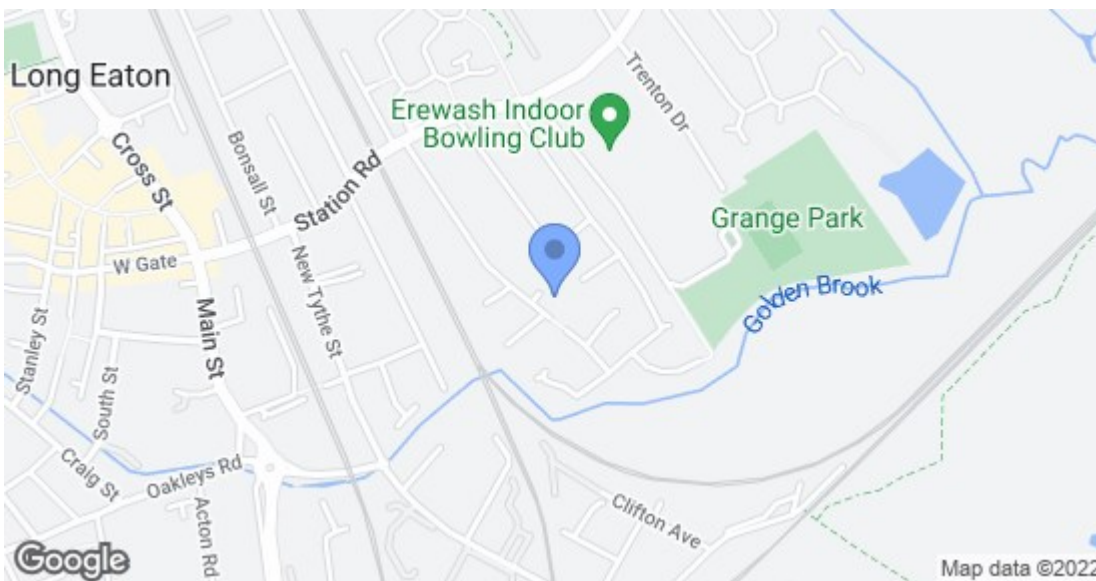 Long Eaton
Cross St
Bonsall St
Station Rd
Erewash Indoor
Bowling Club
Trenton Dr
Grange Park
W Gate
New Tythe St
Main St
Stanley St
South St
Golden Brook
Craig St
Oakleys Rd
Acton Rd
Clifton Ave
Google
Map data ©2022